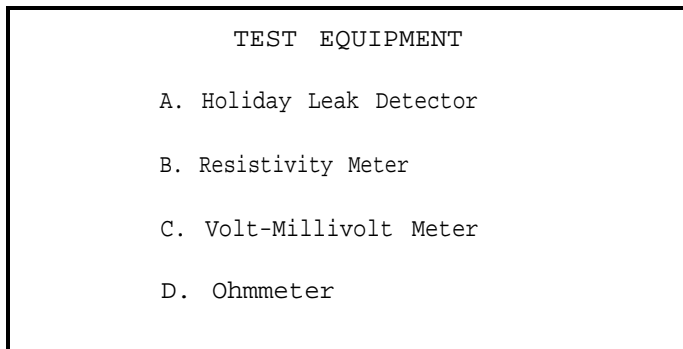 TEST EQUIPMENT
A. Holiday Leak Detector
B. Resistivity Meter
C. Volt-Millivolt Meter
D. Ohmmeter